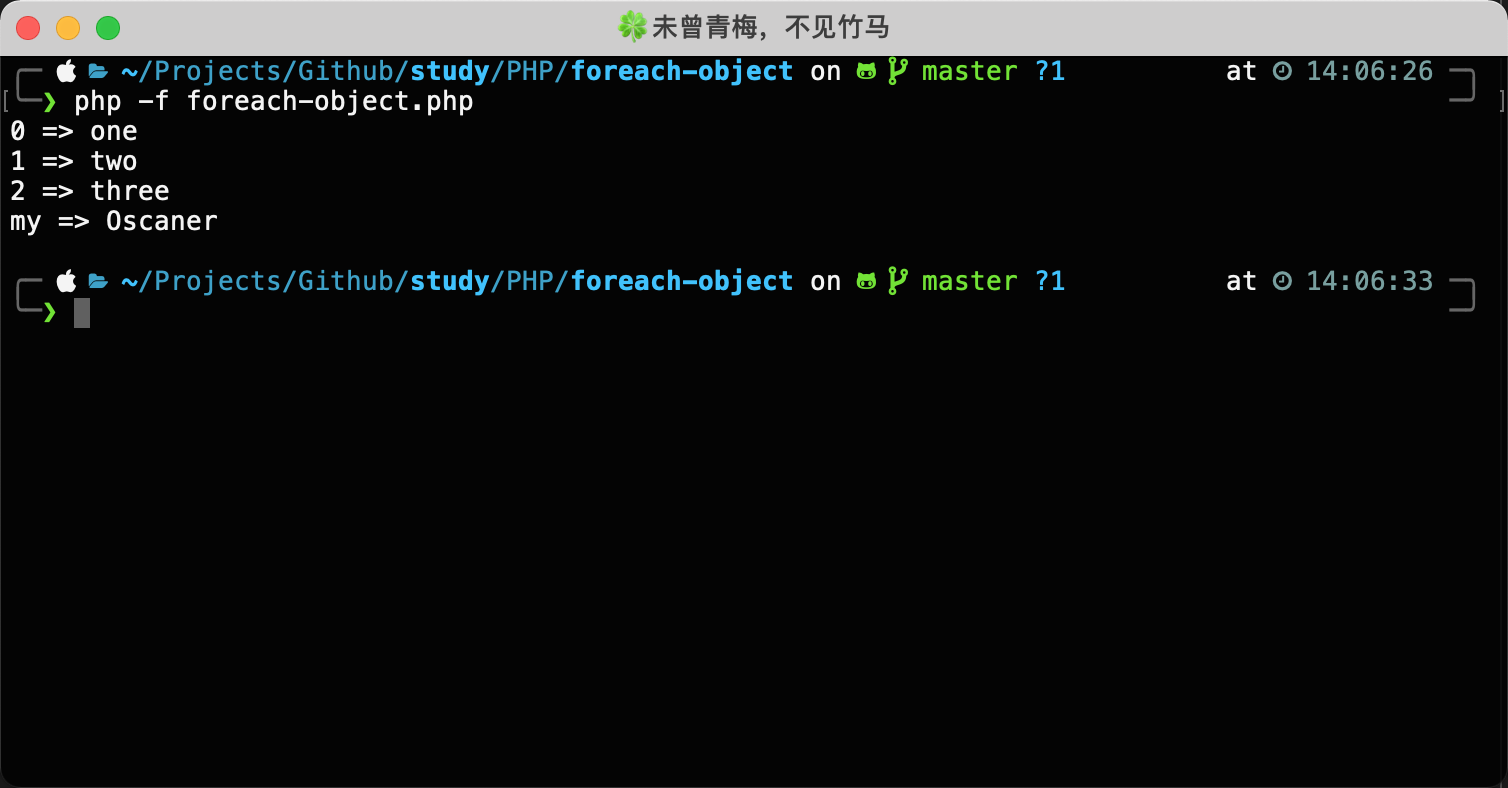 🍀未曾青梅，不见竹马
~/Projects/Github/study/PHP/foreach-object on master ?1 at 14:06:26
❯ php -f foreach-object.php
0 => one
1 => two
2 => three
my => Oscaner
~/Projects/Github/study/PHP/foreach-object on master ?1 at 14:06:33
❯